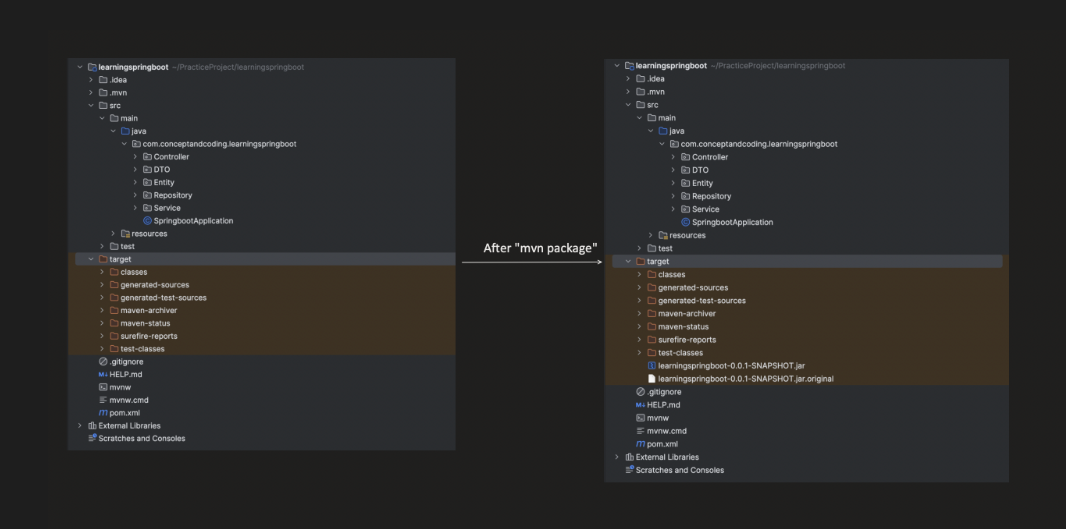 learningspringboot ~/PracticeProject/learningspringboot
.idea
.mvn
src
main
java
com.conceptandcoding.learningspringboot
Controller
DTO
Entity
Repository
Service
SpringbootApplication
resources
test
target
classes
generated-sources
generated-test-sources
maven-archiver
maven-status
surefire-reports
test-classes
.gitignore
HELP.md
mvnw
mvnw.cmd
pom.xml
External Libraries
Scratches and Consoles
After "mvn package"
learningspringboot ~/PracticeProject/learningspringboot
.idea
.mvn
src
main
java
com.conceptandcoding.learningspringboot
Controller
DTO
Entity
Repository
Service
SpringbootApplication
resources
test
target
classes
generated-sources
generated-test-sources
maven-archiver
maven-status
surefire-reports
test-classes
learningspringboot-0.0.1-SNAPSHOT.jar
learningspringboot-0.0.1-SNAPSHOT.jar.original
.gitignore
HELP.md
mvnw
mvnw.cmd
pom.xml
External Libraries
Scratches and Consoles